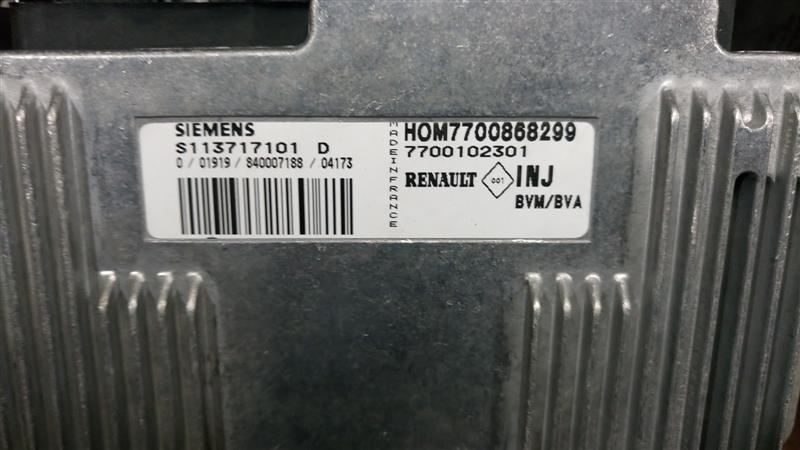 SIEMENS
S113717101 D
0 / 01919 / 840007188 / 04173
MADE IN FRANCE
HOM7700868299
7700102301
RENAULT 001 INJ
BVM/BVA